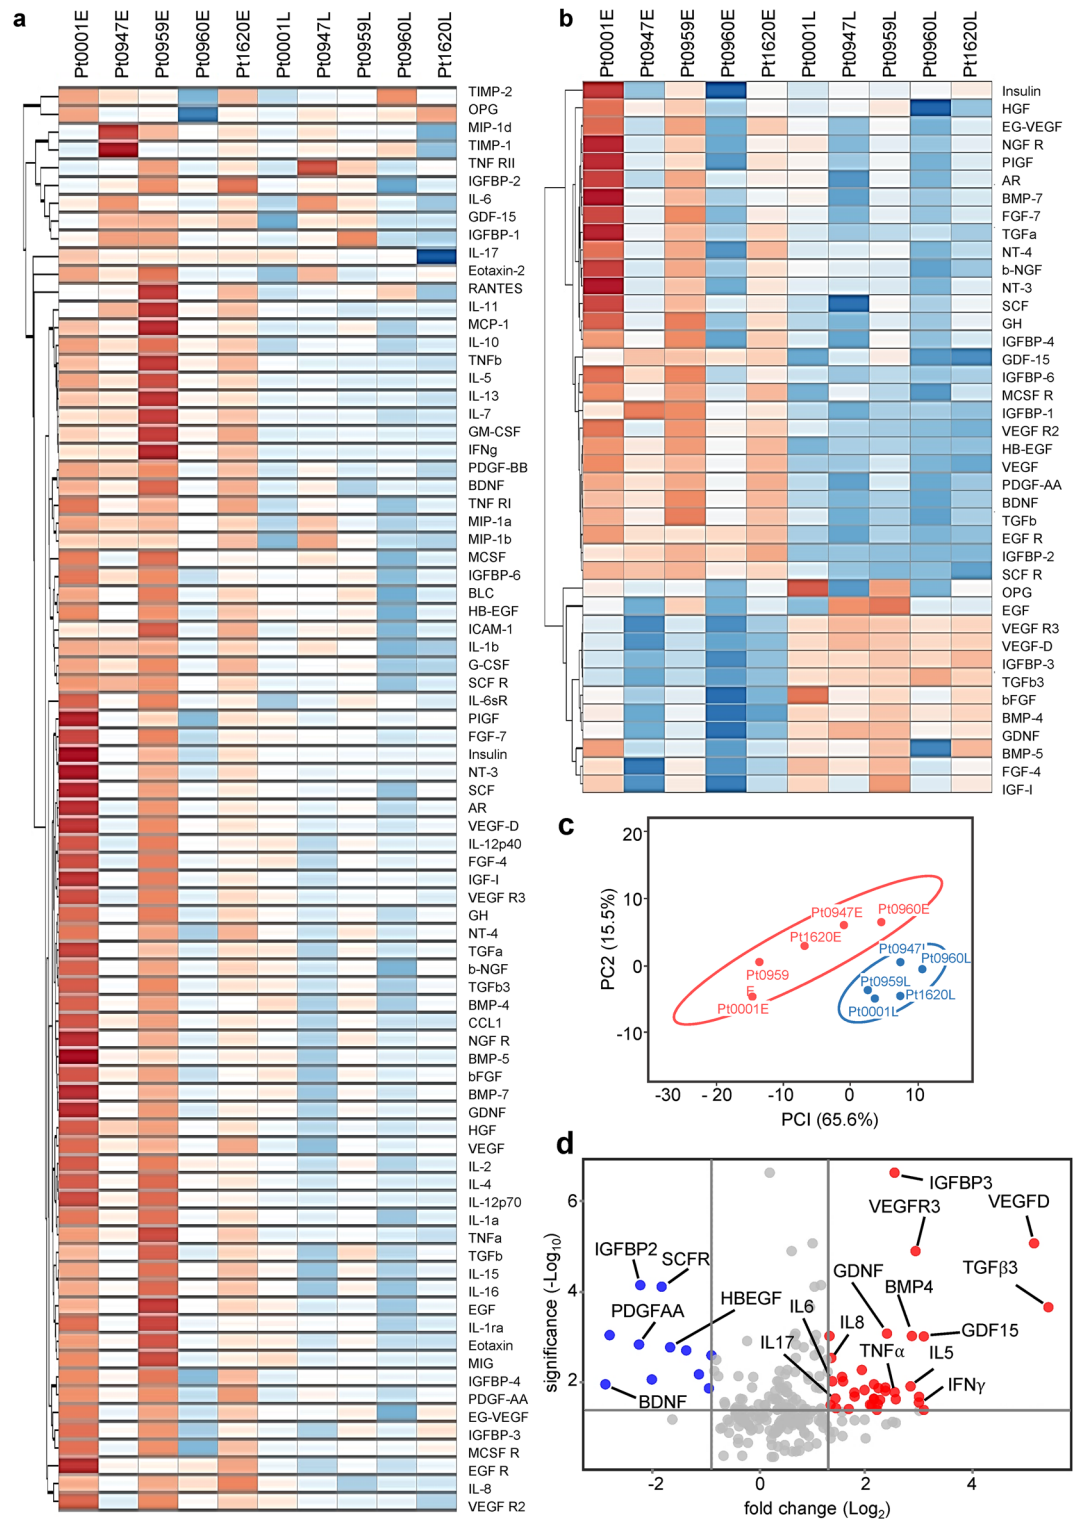 a
Pt0001E
Pt0947E
Pt0959E
Pt0960E
Pt1620E
Pt0001L
Pt0947L
Pt0959L
Pt0960L
Pt1620L
TIMP-2
OPG
MIP-1d
TIMP-1
TNF RII
IGFBP-2
IL-6
GDF-15
IGFBP-1
IL-17
Eotaxin-2
RANTES
IL-11
MCP-1
IL-10
TNFb
IL-5
IL-13
IL-7
GM-CSF
IFNg
PDGF-BB
BDNF
TNF RI
MIP-1a
MIP-1b
MCSF
IGFBP-6
BLC
HB-EGF
ICAM-1
IL-1b
G-CSF
SCF R
IL-6sR
PIGF
FGF-7
Insulin
NT-3
SCF
AR
VEGF-D
IL-12p40
FGF-4
IGF-I
VEGF R3
GH
NT-4
TGFa
b-NGF
TGFb3
BMP-4
CCL1
NGF R
BMP-5
bFGF
BMP-7
GDNF
HGF
VEGF
IL-2
IL-4
IL-12p70
IL-1a
TNFa
TGFb
IL-15
IL-16
EGF
IL-1ra
Eotaxin
MIG
IGFBP-4
PDGF-AA
EG-VEGF
IGFBP-3
MCSF R
EGF R
IL-8
VEGF R2
b
Pt0001E
Pt0947E
Pt0959E
Pt0960E
Pt1620E
Pt0001L
Pt0947L
Pt0959L
Pt0960L
Pt1620L
Insulin
HGF
EG-VEGF
NGF R
PIGF
AR
BMP-7
FGF-7
TGFa
NT-4
b-NGF
NT-3
SCF
GH
IGFBP-4
GDF-15
IGFBP-6
MCSF R
IGFBP-1
VEGF R2
HB-EGF
VEGF
PDGF-AA
BDNF
TGFb
EGF R
IGFBP-2
SCF R
OPG
EGF
VEGF R3
VEGF-D
IGFBP-3
TGFb3
bFGF
BMP-4
GDNF
BMP-5
FGF-4
IGF-I
c
PC2 (15.5%)
20
10
0
-10
Pt0947E
Pt0960E
Pt1620E
Pt0959
E
Pt0001E
Pt0947L
Pt0960L
Pt0959L
Pt1620L
Pt0001L
-30
- 20
-10
0
10
PCI (65.6%)
d
significance (-Log10)
6
4
2
IGFBP3
VEGFR3
VEGFD
IGFBP2
SCFR
TGFβ3
GDNF
BMP4
PDGFAA
HBEGF
IL6
IL8
GDF15
IL17
TNFα
IL5
BDNF
IFNγ
-2
0
2
4
fold change (Log2)